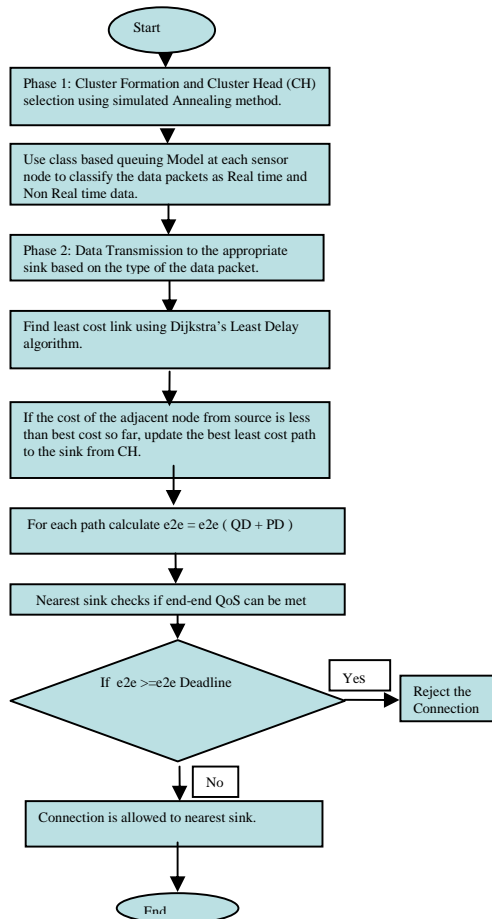 Start
Phase 1: Cluster Formation and Cluster Head (CH)
selection using simulated Annealing method.
Use class based queuing Model at each sensor
node to classify the data packets as Real time and
Non Real time data.
Phase 2: Data Transmission to the appropriate
sink based on the type of the data packet.
Find least cost link using Dijkstra’s Least Delay
algorithm.
If the cost of the adjacent node from source is less
than best cost so far, update the best least cost path
to the sink from CH.
For each path calculate e2e = e2e ( QD + PD )
Nearest sink checks if end-end QoS can be met
If e2e >=e2e Deadline
Yes
Reject the
Connection
No
Connection is allowed to nearest sink.
End